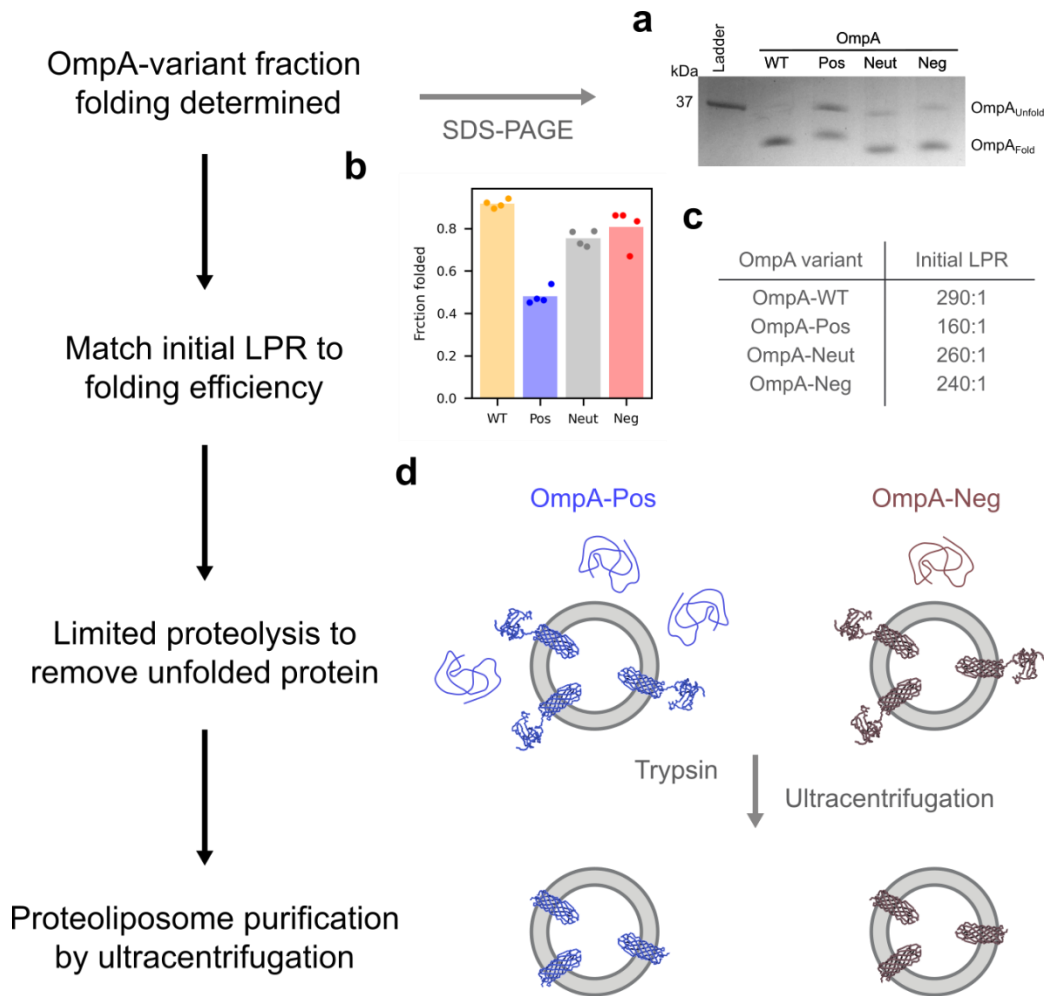 OmpA-variant fraction
folding determined
SDS-PAGE
Match initial LPR to
folding efficiency
Limited proteolysis to
remove unfolded protein
Proteoliposome purification
by ultracentrifugation
a
OmpA
Ladder
WT Pos Neut Neg
kDa
37
OmpAUnfold
OmpAFold
b
Frction folded
0.8
0.6
0.4
0.2
0.0
WT Pos Neut Neg
c
OmpA variant Initial LPR
OmpA-WT 290:1
OmpA-Pos 160:1
OmpA-Neut 260:1
OmpA-Neg 240:1
d
OmpA-Pos OmpA-Neg
Trypsin
Ultracentrifugation